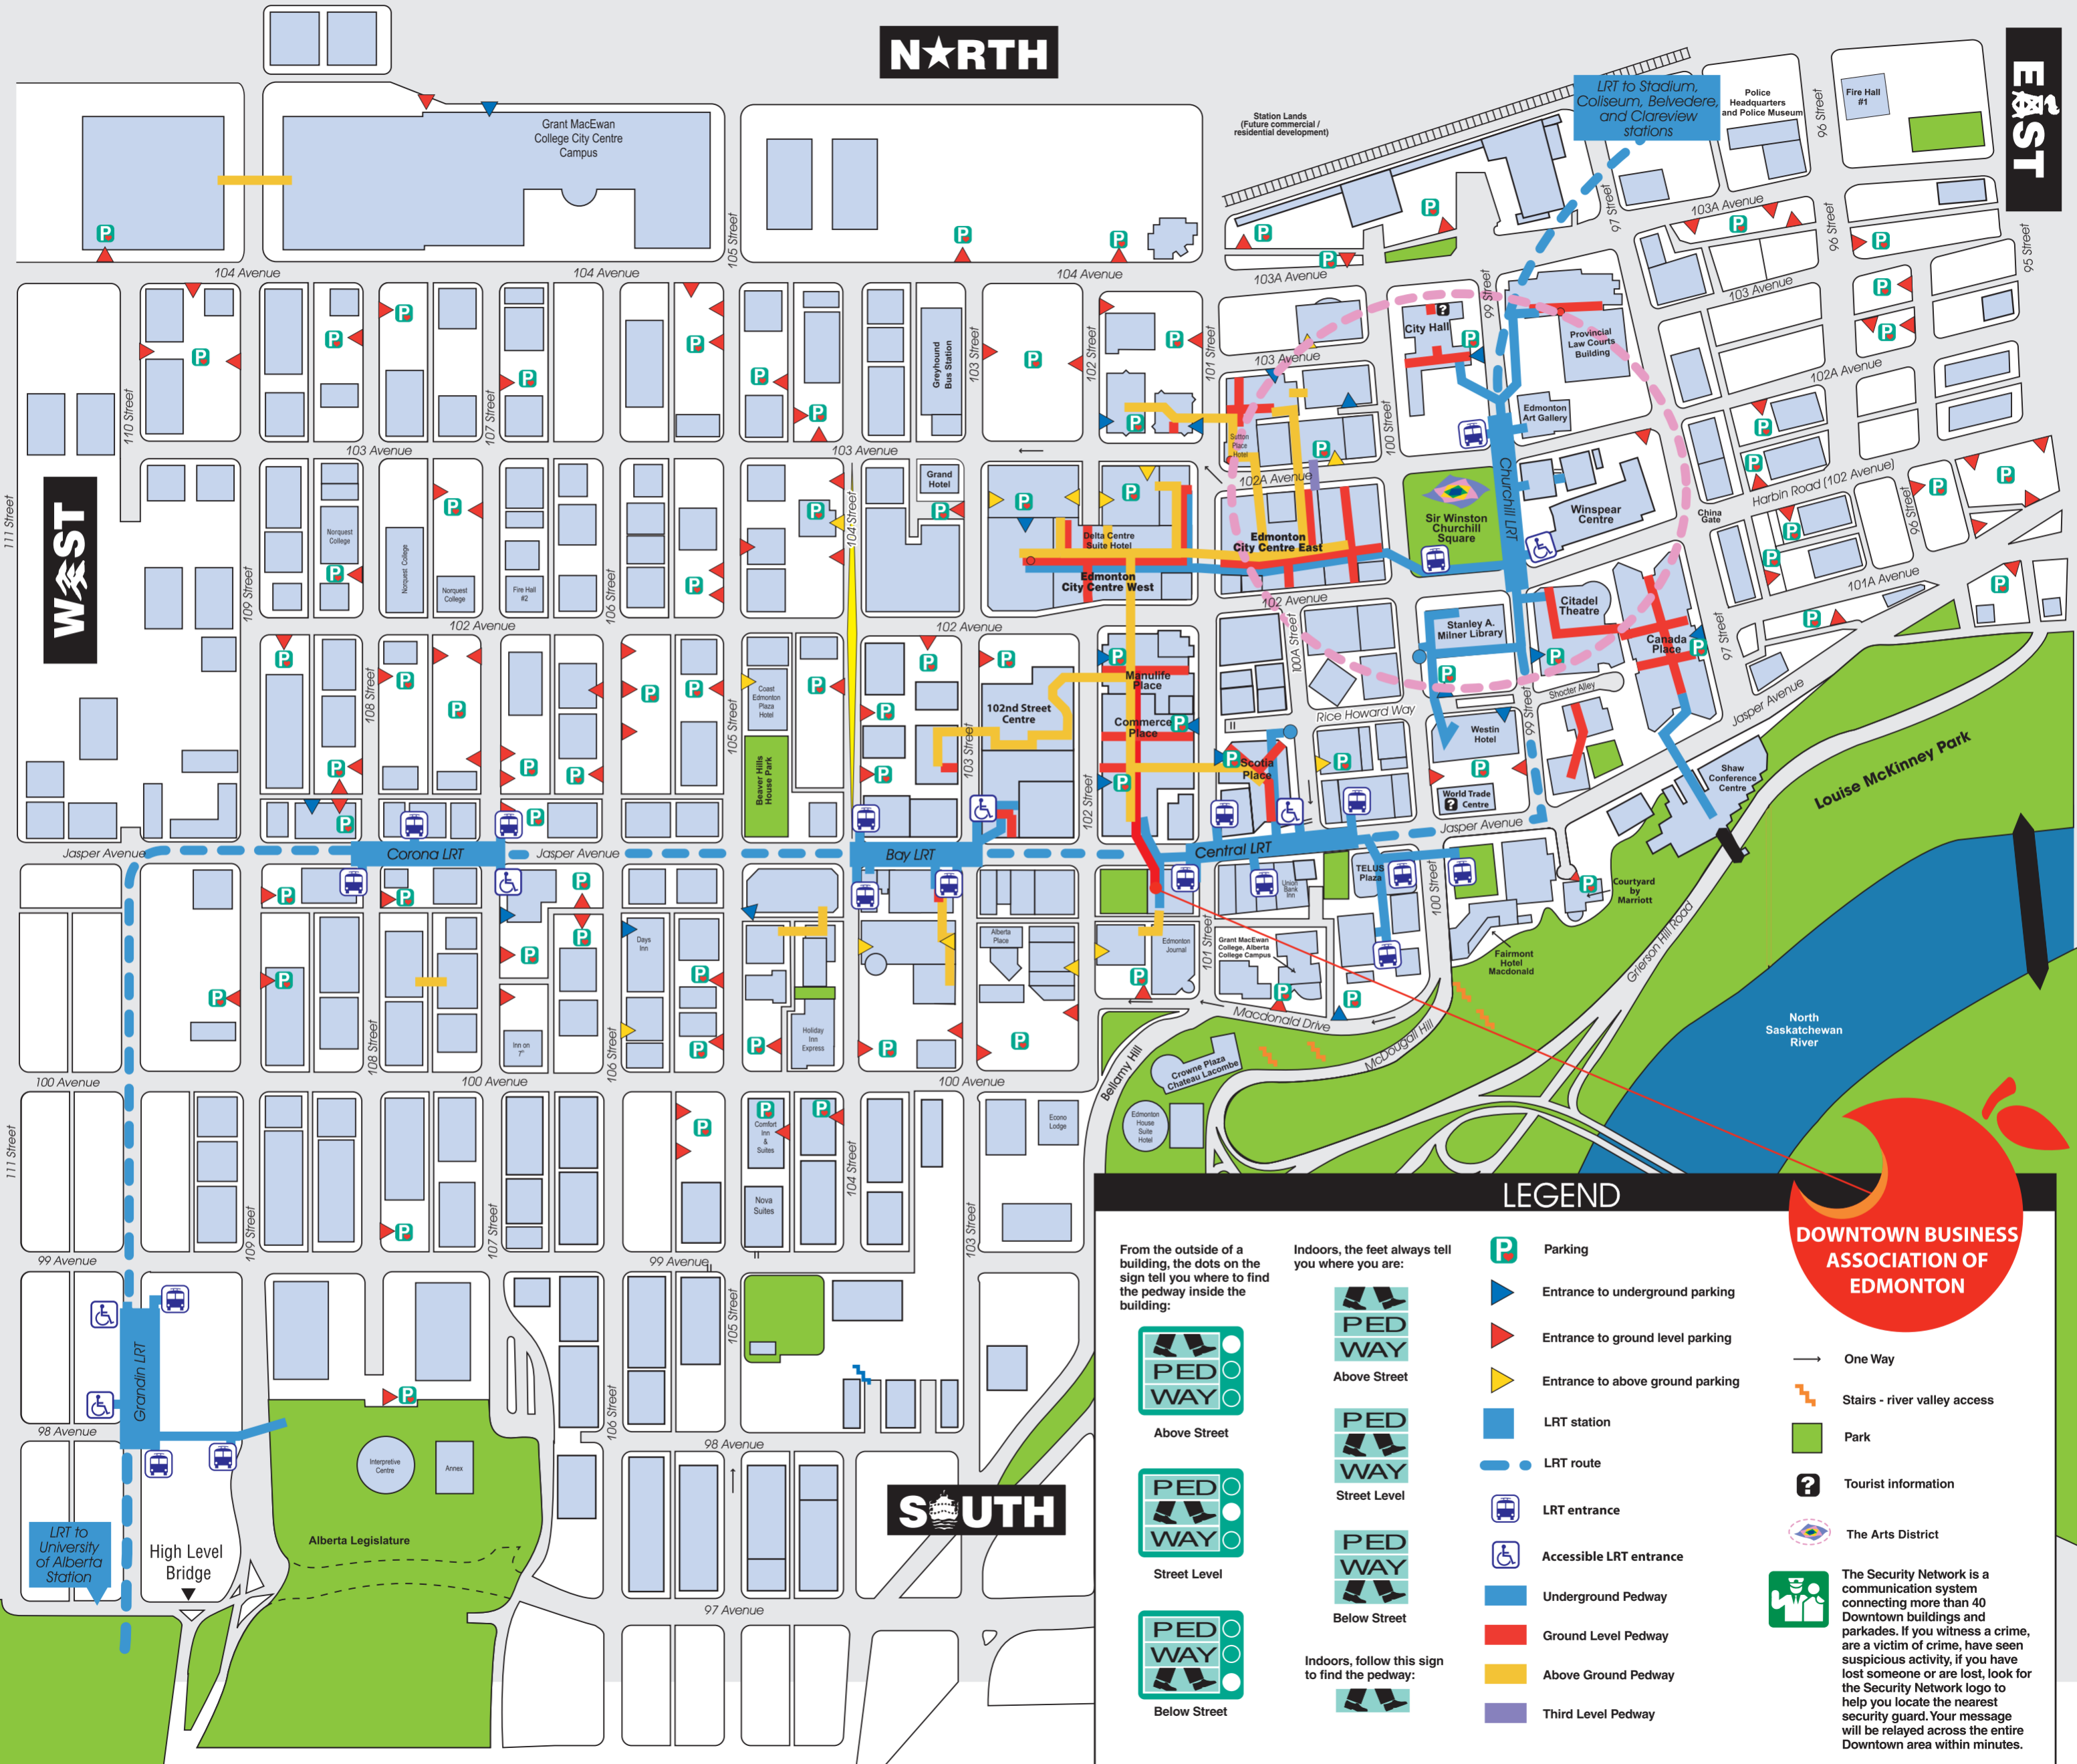 NORTH
EAST
WEST
SOUTH
LRT to Stadium,
Coliseum, Belvedere,
and Clareview
stations
Police
Headquarters
and Police Museum
Fire Hall
#1
Station Lands
(Future commercial /
residential development)
Grant MacEwan
College City Centre
Campus
96 Street
97 Street
103A Avenue
96 Street
95 Street
105 Street
104 Avenue
104 Avenue
104 Avenue
103A Avenue
103 Avenue
99 Street
City Hall
Provincial
Law Courts
Building
Greyhound
Bus Station
103 Street
102 Street
101 Street
103 Avenue
102A Avenue
110 Street
107 Street
Edmonton
Art Gallery
100 Street
Sutton
Place
Hotel
103 Avenue
103 Avenue
Grand
Hotel
102A Avenue
Churchill LRT
Harbin Road (102 Avenue)
96 Street
111 Street
Norquest
College
Norquest College
Norquest
College
Fire Hall
#2
104 Street
Delta Centre
Suite Hotel
Edmonton
City Centre East
Sir Winston
Churchill
Square
Winspear
Centre
China
Gate
Edmonton
City Centre West
101A Avenue
109 Street
106 Street
102 Avenue
102 Avenue
102 Avenue
100A Street
Stanley A.
Milner Library
Citadel
Theatre
Canada
Place
97 Street
108 Street
Coast
Edmonton
Plaza
Hotel
105 Street
Manulife
Place
102nd Street
Centre
Commerce
Place
Rice Howard Way
Shocter Alley
99 Street
Jasper Avenue
Louise McKinney Park
103 Street
Westin
Hotel
Beaver Hills
House Park
Scotia
Place
Shaw
Conference
Centre
World Trade
Centre
102 Street
Jasper Avenue
Jasper Avenue
Corona LRT
Jasper Avenue
Bay LRT
Central LRT
TELUS
Plaza
Union
Bank
Inn
100 Street
Courtyard
by
Marriott
Days
Inn
Alberta
Place
Edmonton
Journal
101 Street
Grant MacEwan
College, Alberta
College Campus
Fairmont
Hotel
Macdonald
Grierson Hill Road
Macdonald Drive
McDougall Hill
North
Saskatchewan
River
Inn on
7th
106 Street
108 Street
Holiday
Inn
Express
Bellamy Hill
Crowne Plaza
Chateau Lacombe
100 Avenue
100 Avenue
100 Avenue
Comfort
Inn
&
Suites
Econo
Lodge
Edmonton
House
Suite
Hotel
111 Street
109 Street
107 Street
Nova
Suites
104 Street
103 Street
99 Avenue
99 Avenue
105 Street
Grandin LRT
106 Street
98 Avenue
98 Avenue
Interpretive
Centre
Annex
LRT to
University
of Alberta
Station
High Level
Bridge
Alberta Legislature
97 Avenue
LEGEND
DOWNTOWN BUSINESS
ASSOCIATION OF
EDMONTON
From the outside of a
building, the dots on the
sign tell you where to find
the pedway inside the
building:
PED
WAY
Above Street
PED
WAY
Street Level
PED
WAY
Below Street
Indoors, the feet always tell
you where you are:
PED
WAY
Above Street
PED
WAY
Street Level
PED
WAY
Below Street
Indoors, follow this sign
to find the pedway:
P Parking
Entrance to underground parking
Entrance to ground level parking
Entrance to above ground parking
LRT station
LRT route
LRT entrance
Accessible LRT entrance
Underground Pedway
Ground Level Pedway
Above Ground Pedway
Third Level Pedway
One Way
Stairs - river valley access
Park
? Tourist information
The Arts District
The Security Network is a
communication system
connecting more than 40
Downtown buildings and
parkades. If you witness a crime,
are a victim of crime, have seen
suspicious activity, if you have
lost someone or are lost, look for
the Security Network logo to
help you locate the nearest
security guard. Your message
will be relayed across the entire
Downtown area within minutes.